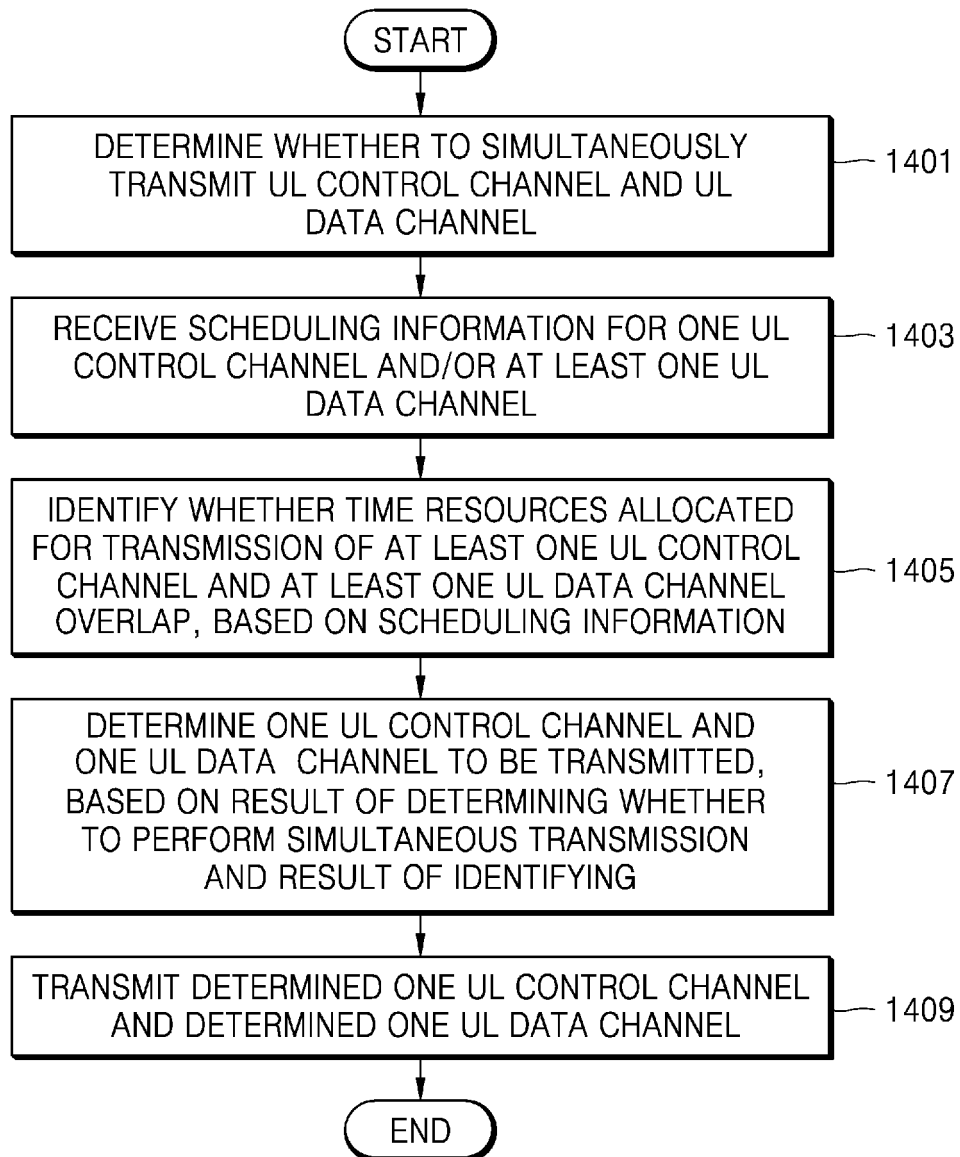 START
DETERMINE WHETHER TO SIMULTANEOUSLY
TRANSMIT UL CONTROL CHANNEL AND UL
DATA CHANNEL
1401
RECEIVE SCHEDULING INFORMATION FOR ONE UL
CONTROL CHANNEL AND/OR AT LEAST ONE UL
DATA CHANNEL
1403
IDENTIFY WHETHER TIME RESOURCES ALLOCATED
FOR TRANSMISSION OF AT LEAST ONE UL CONTROL
CHANNEL AND AT LEAST ONE UL DATA CHANNEL
OVERLAP, BASED ON SCHEDULING INFORMATION
1405
DETERMINE ONE UL CONTROL CHANNEL AND
ONE UL DATA CHANNEL TO BE TRANSMITTED,
BASED ON RESULT OF DETERMINING WHETHER
TO PERFORM SIMULTANEOUS TRANSMISSION
AND RESULT OF IDENTIFYING
1407
TRANSMIT DETERMINED ONE UL CONTROL CHANNEL
AND DETERMINED ONE UL DATA CHANNEL
1409
END